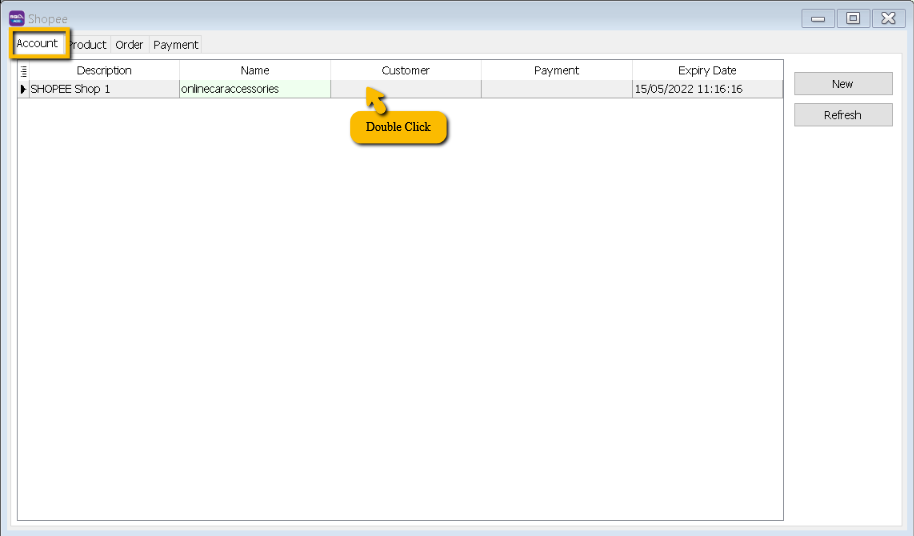 Shopee
Account Product Order Payment
Description Name Customer Payment Expiry Date
SHOPEE Shop 1 onlinecaraccessories 15/05/2022 11:16:16
New
Refresh
Double Click